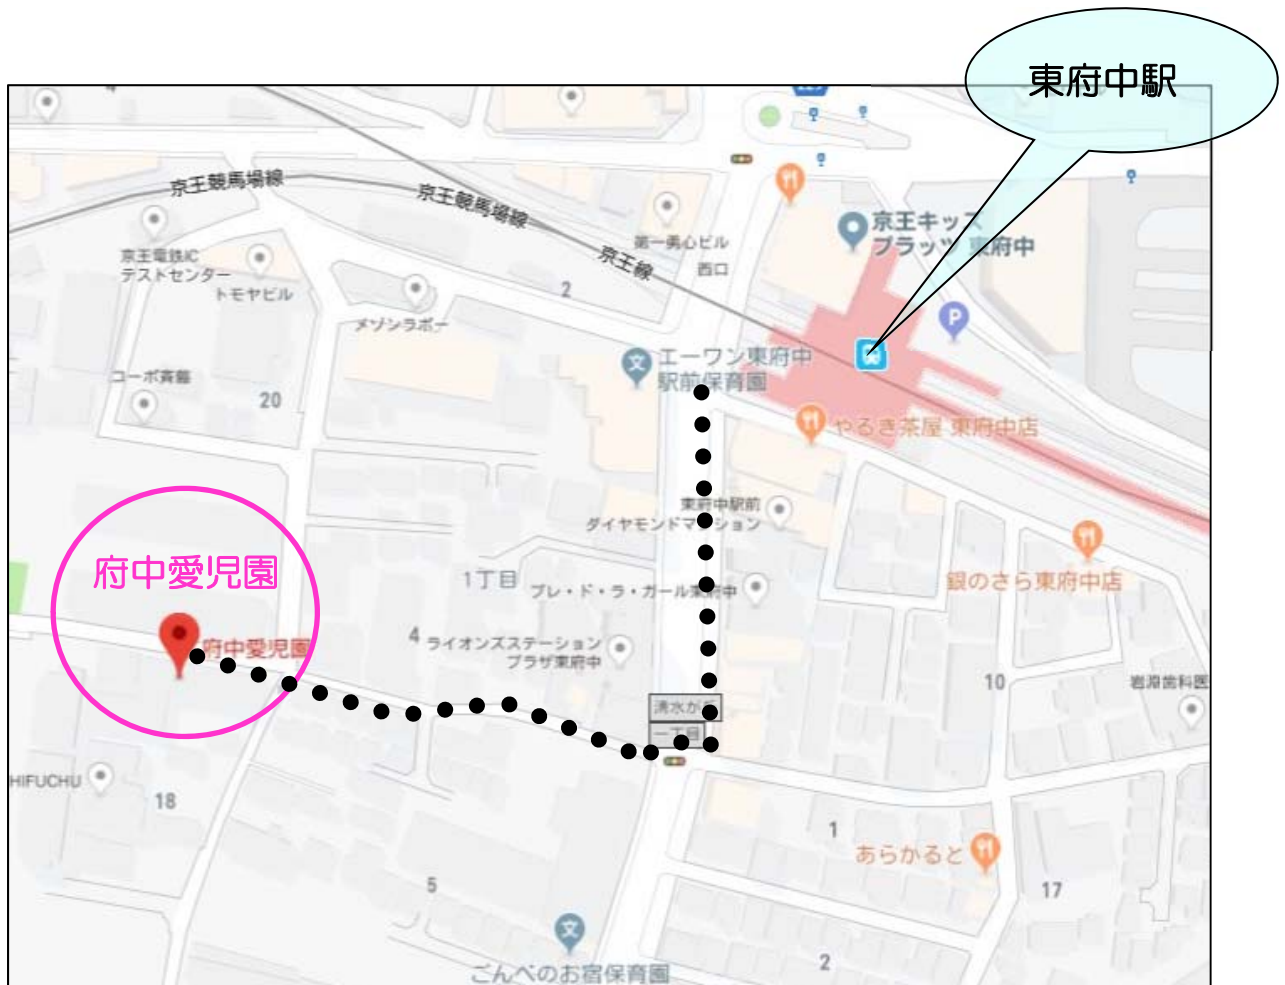 東府中駅
京王競馬場線
京王競馬場線
京王線
第一勇心ビル
西口
京王キッズ
プラッツ 東府中
京王電鉄IC
テストセンター
トモヤビル
2
メゾンラポー
P
エーワン東府中
駅前保育園
コーポ斉藤
20
やるき茶屋 東府中店
東府中駅前
ダイヤモンドマンション
府中愛児園
1丁目
プレ・ド・ラ・ガール東府中
銀のさら東府中店
府中愛児園
4
ライオンズステーション
プラザ東府中
10
岩淵歯科医
清水が丘
一丁目
HIFUCHU
18
1
あらかると
5
17
ごんべのお宿保育園
2